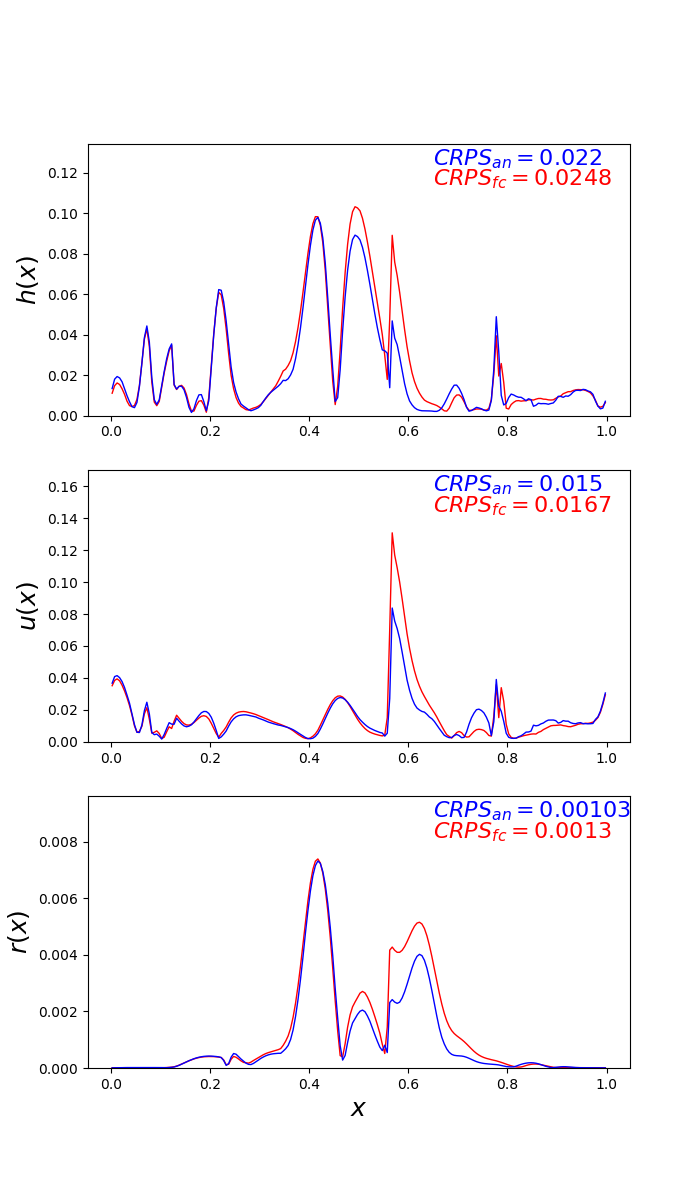 CRPS_an = 0.022
CRPS_fc = 0.0248
0.12
0.10
0.08
0.06
0.04
0.02
0.00
h(x)
0.0 0.2 0.4 0.6 0.8 1.0
CRPS_an = 0.015
CRPS_fc = 0.0167
0.16
0.14
0.12
0.10
0.08
0.06
0.04
0.02
0.00
u(x)
0.0 0.2 0.4 0.6 0.8 1.0
CRPS_an = 0.00103
CRPS_fc = 0.0013
0.008
0.006
0.004
0.002
0.000
r(x)
0.0 0.2 0.4 0.6 0.8 1.0
x